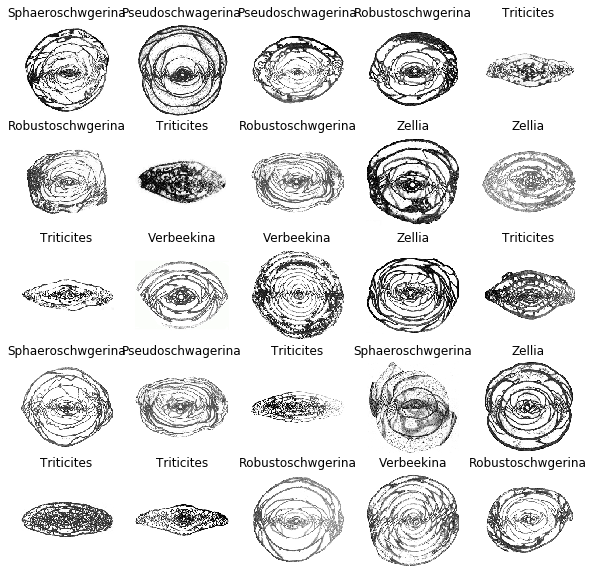 Sphaeroschwgerina Pseudoschwagerina Pseudoschwagerina Robustoschwgerina Triticites
Robustoschwgerina Triticites Robustoschwgerina Zellia Zellia
Triticites Verbeekina Verbeekina Zellia Triticites
Sphaeroschwgerina Pseudoschwagerina Triticites Sphaeroschwgerina Zellia
Triticites Triticites Robustoschwgerina Verbeekina Robustoschwgerina